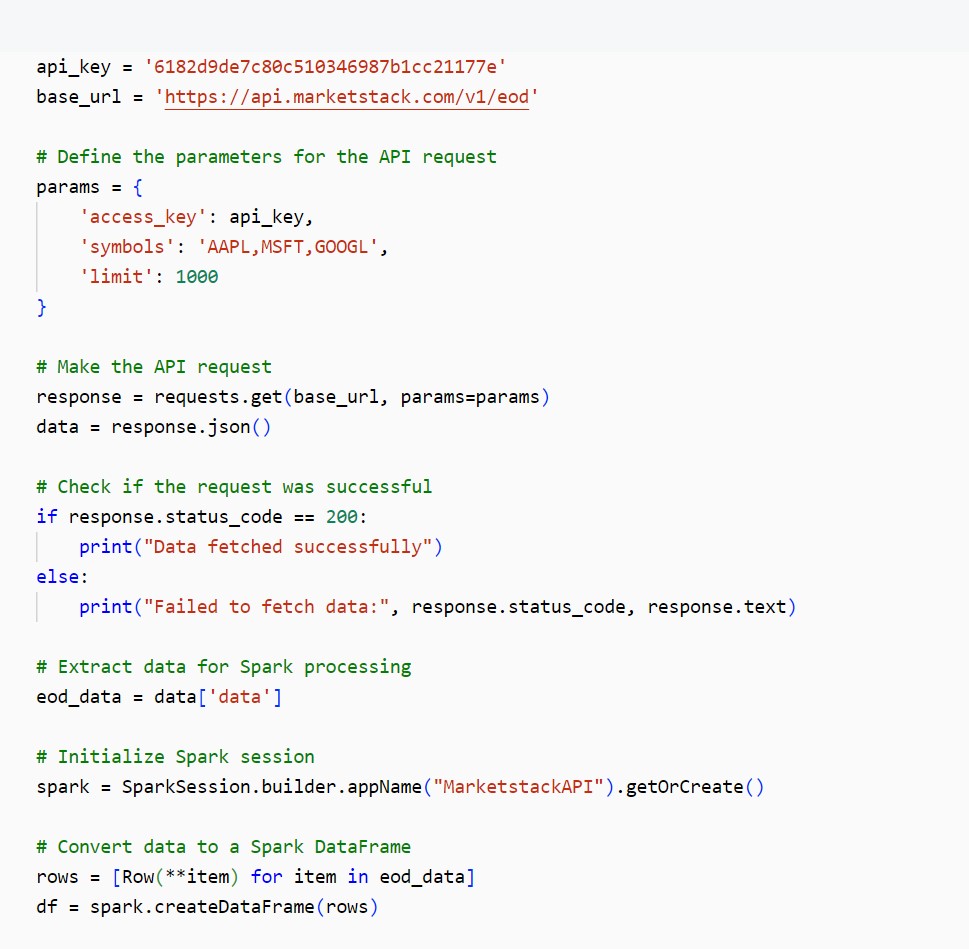 api_key = '6182d9de7c80c510346987b1cc21177e'
base_url = 'https://api.marketstack.com/v1/eod'
# Define the parameters for the API request
params = {
    'access_key': api_key,
    'symbols': 'AAPL,MSFT,GOOGL',
    'limit': 1000
}
# Make the API request
response = requests.get(base_url, params=params)
data = response.json()
# Check if the request was successful
if response.status_code == 200:
    print("Data fetched successfully")
else:
    print("Failed to fetch data:", response.status_code, response.text)
# Extract data for Spark processing
eod_data = data['data']
# Initialize Spark session
spark = SparkSession.builder.appName("MarketstackAPI").getOrCreate()
# Convert data to a Spark DataFrame
rows = [Row(**item) for item in eod_data]
df = spark.createDataFrame(rows)